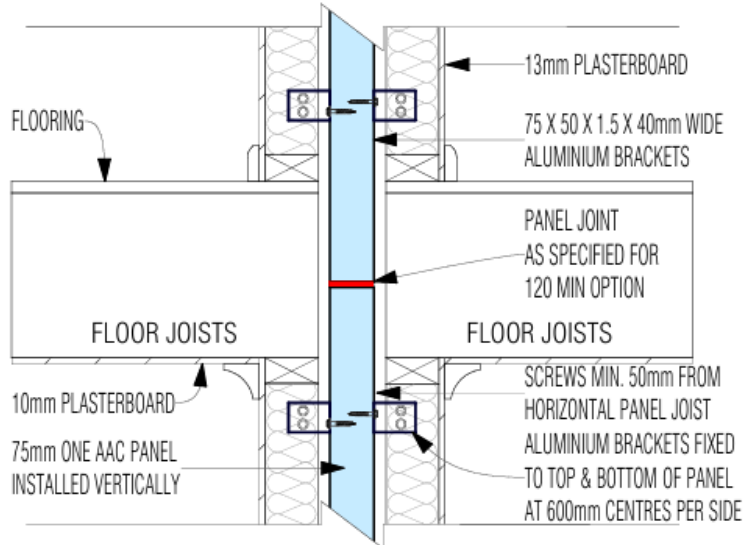 13mm PLASTERBOARD
FLOORING
75 X 50 X 1.5 X 40mm WIDE
ALUMINIUM BRACKETS
PANEL JOINT
AS SPECIFIED FOR
120 MIN OPTION
FLOOR JOISTS
FLOOR JOISTS
10mm PLASTERBOARD
75mm ONE AAC PANEL
INSTALLED VERTICALLY
SCREWS MIN. 50mm FROM
HORIZONTAL PANEL JOIST
ALUMINIUM BRACKETS FIXED
TO TOP & BOTTOM OF PANEL
AT 600mm CENTRES PER SIDE